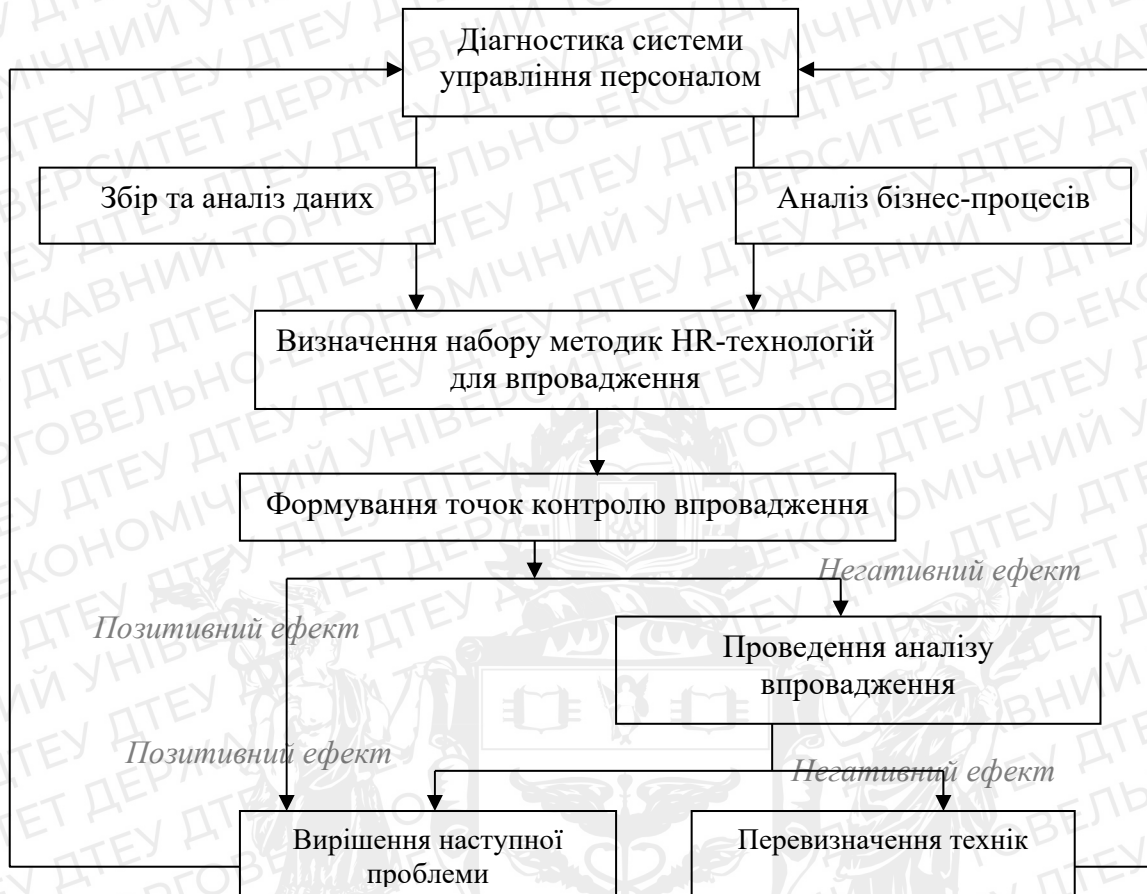 Діагностика системи
управління персоналом
Збір та аналіз даних
Аналіз бізнес-процесів
Визначення набору методик HR-технологій
для впровадження
Формування точок контролю впровадження
Негативний ефект
Позитивний ефект
Проведення аналізу
впровадження
Позитивний ефект
Негативний ефект
Вирішення наступної
проблеми
Перевизначення технік